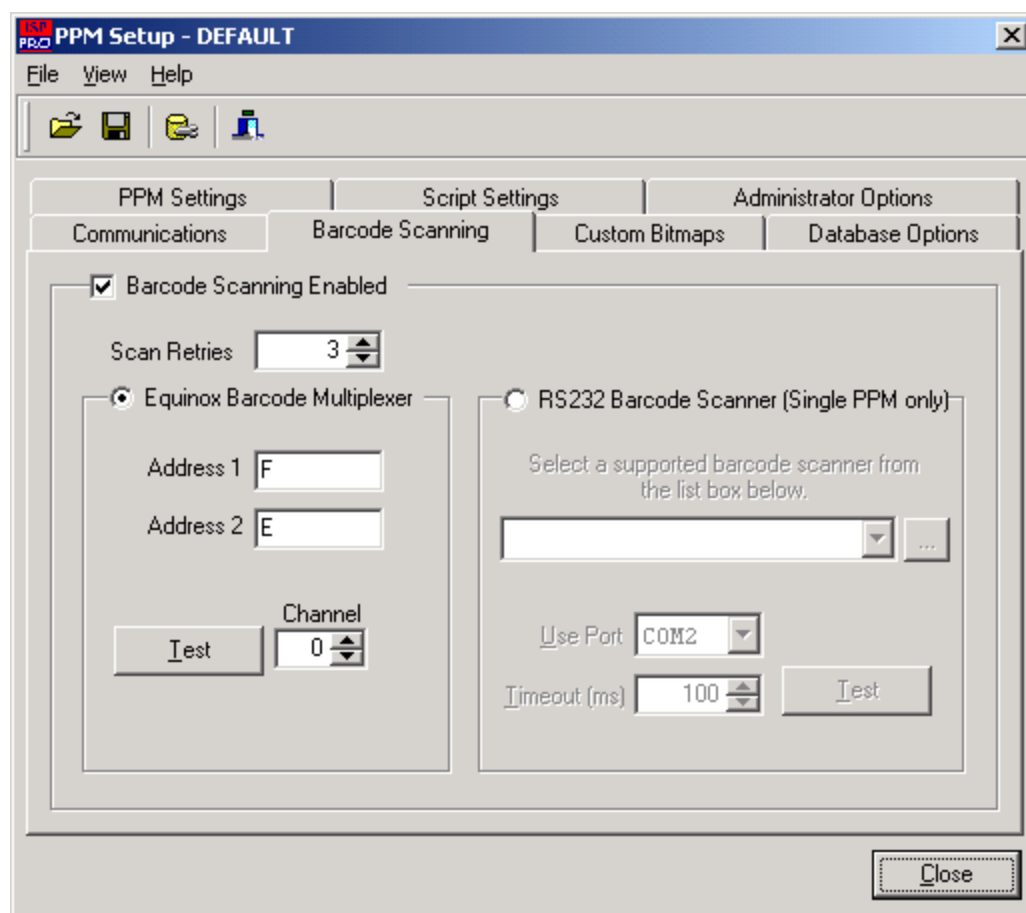 ISP
PRO PPM Setup - DEFAULT
File View Help
PPM Settings Script Settings Administrator Options
Communications Barcode Scanning Custom Bitmaps Database Options
Barcode Scanning Enabled
Scan Retries 3
Equinox Barcode Multiplexer
Address 1 F
Address 2 E
Channel
Test 0
RS232 Barcode Scanner (Single PPM only)
Select a supported barcode scanner from
the list box below.
...
Use Port COM2
Timeout (ms) 100 Test
Close